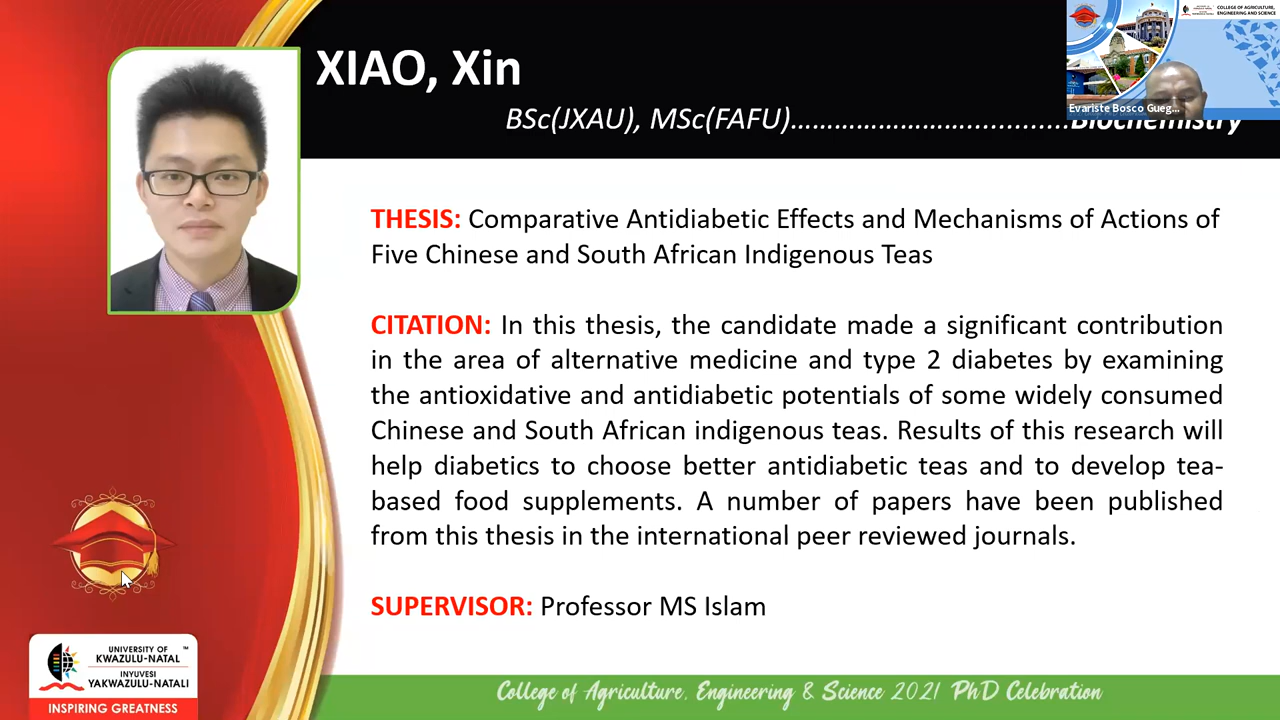 XIAO, Xin
BSc(JXAU), MSc(FAFU)……………………...........Biochemistry
COLLEGE OF AGRICULTURE,
ENGINEERING AND SCIENCE
Evariste Bosco Gueg...
THESIS: Comparative Antidiabetic Effects and Mechanisms of Actions of
Five Chinese and South African Indigenous Teas
CITATION: In this thesis, the candidate made a significant contribution
in the area of alternative medicine and type 2 diabetes by examining
the antioxidative and antidiabetic potentials of some widely consumed
Chinese and South African indigenous teas. Results of this research will
help diabetics to choose better antidiabetic teas and to develop tea-
based food supplements. A number of papers have been published
from this thesis in the international peer reviewed journals.
SUPERVISOR: Professor MS Islam
UNIVERSITY OF ™
KWAZULU-NATAL
INYUVESI
YAKWAZULU-NATALI
INSPIRING GREATNESS
College of Agriculture, Engineering & Science 2021 PhD Celebration